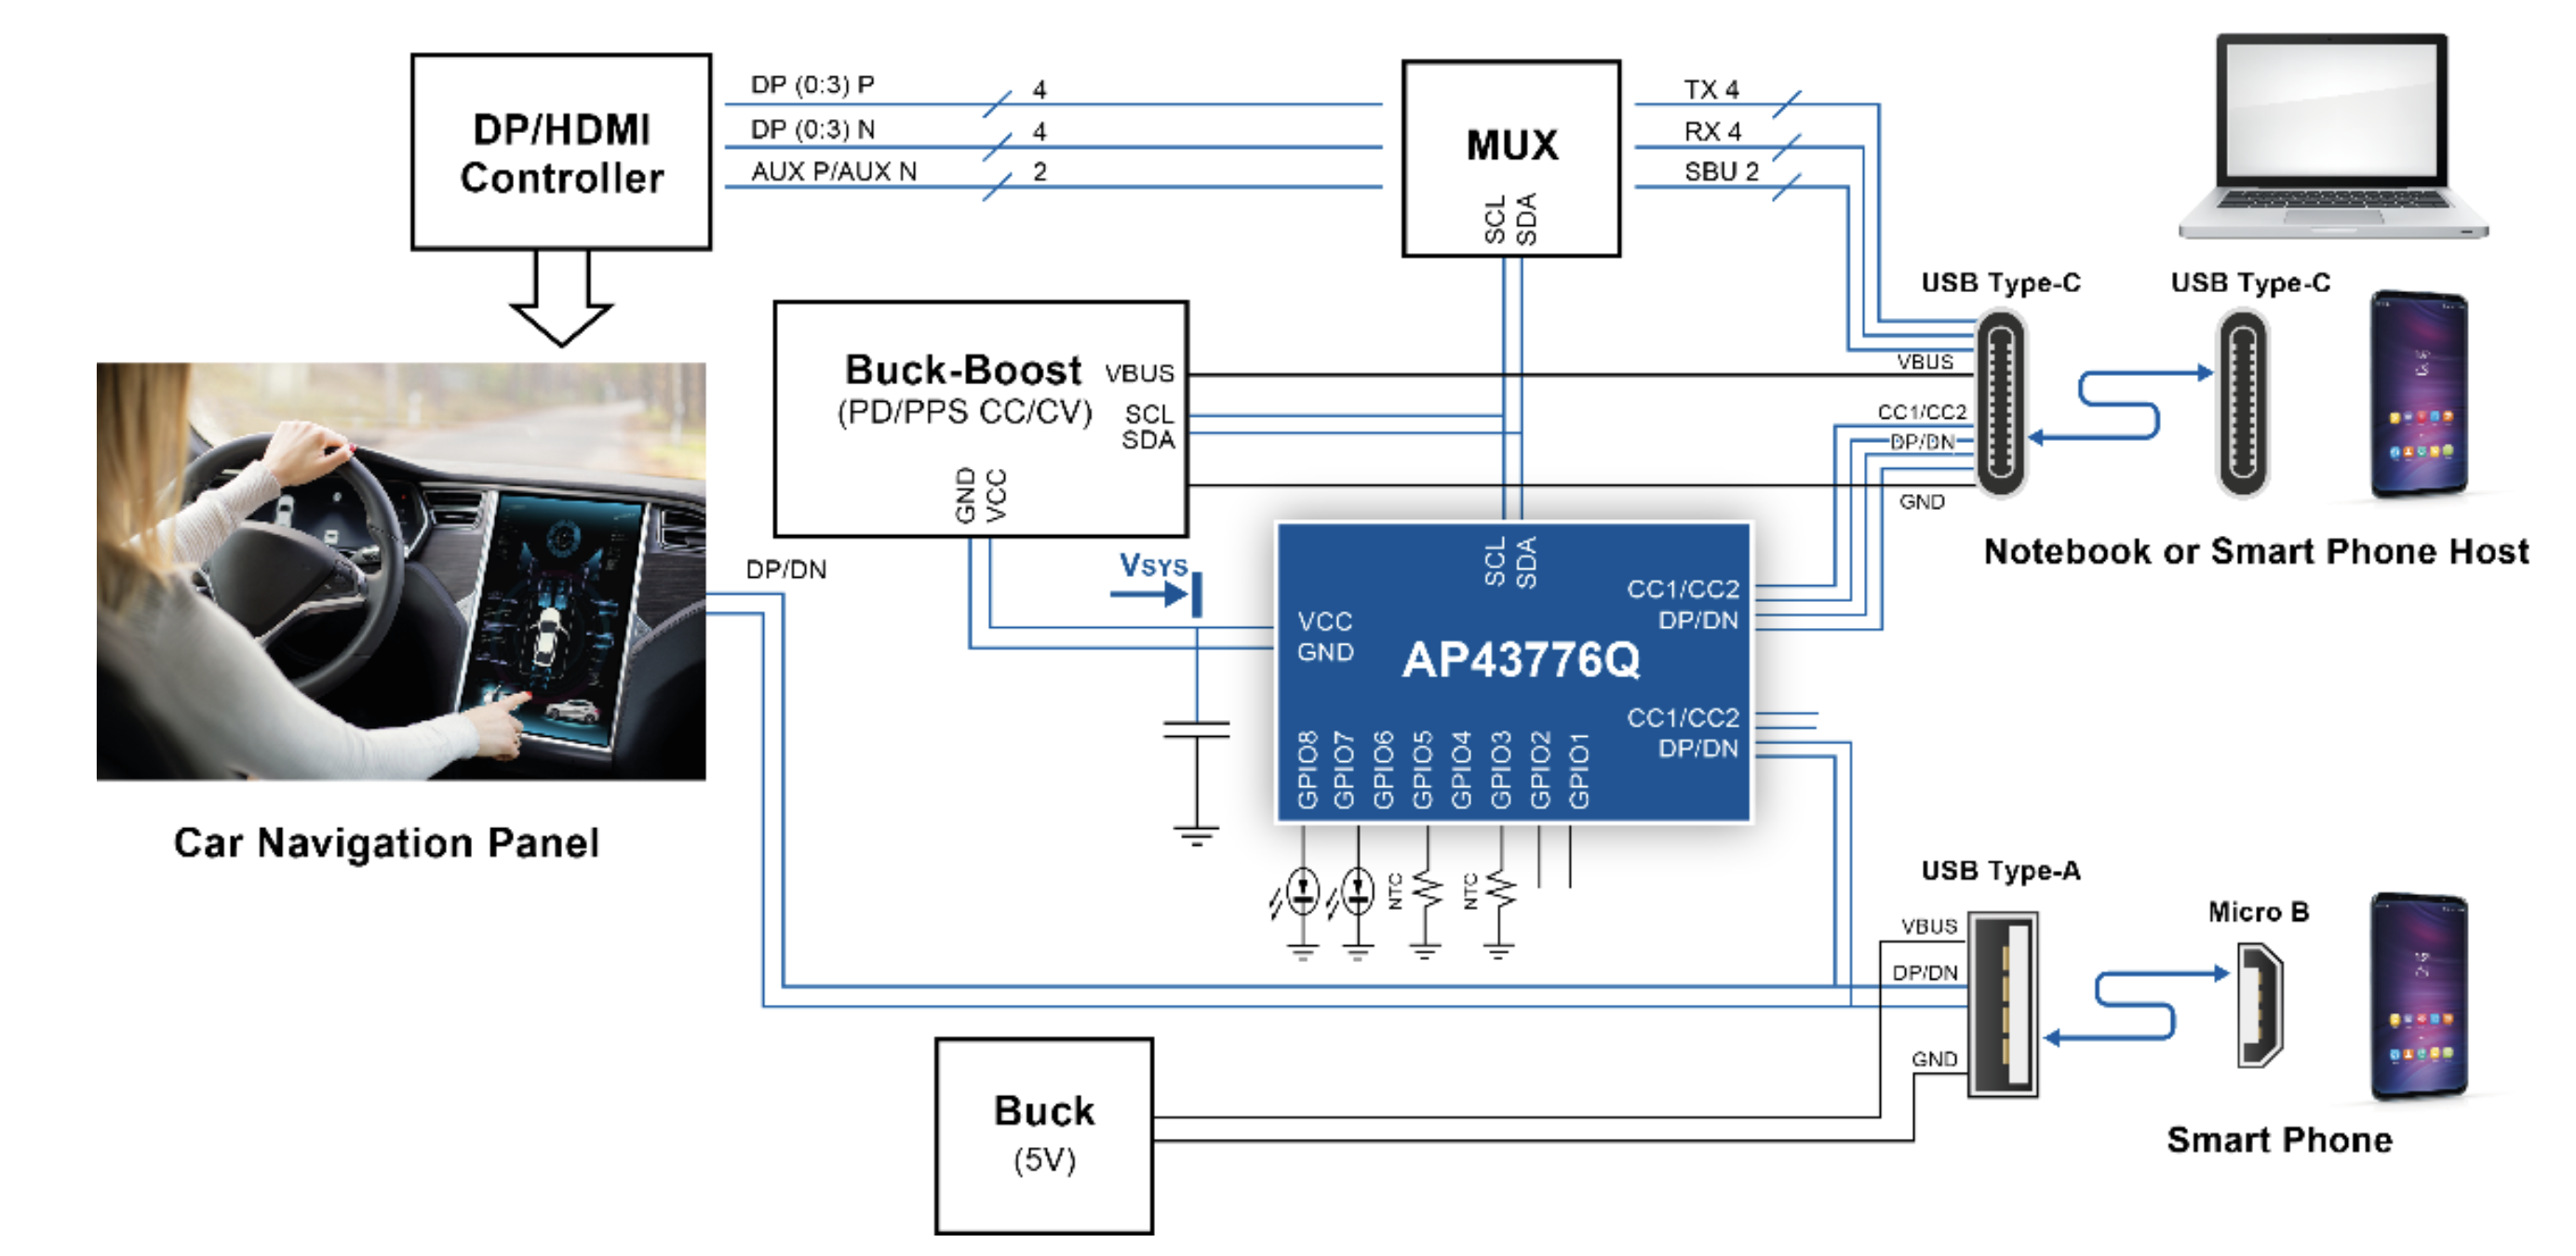 DP/HDMI
Controller
DP (0:3) P
4
DP (0:3) N
4
AUX P/AUX N
2
MUX
SCL
SDA
TX 4
RX 4
SBU 2
USB Type-C
USB Type-C
Buck-Boost
(PD/PPS CC/CV)
VBUS
SCL
SDA
GND
VCC
VBUS
CC1/CC2
DP/DN
GND
Notebook or Smart Phone Host
DP/DN
VSYS
SCL
SDA
CC1/CC2
DP/DN
VCC
GND
AP43776Q
CC1/CC2
DP/DN
GPIO8
GPIO7
GPIO6
GPIO5
GPIO4
GPIO3
GPIO2
GPIO1
NTC
NTC
Car Navigation Panel
USB Type-A
Micro B
VBUS
DP/DN
GND
Buck
(5V)
Smart Phone